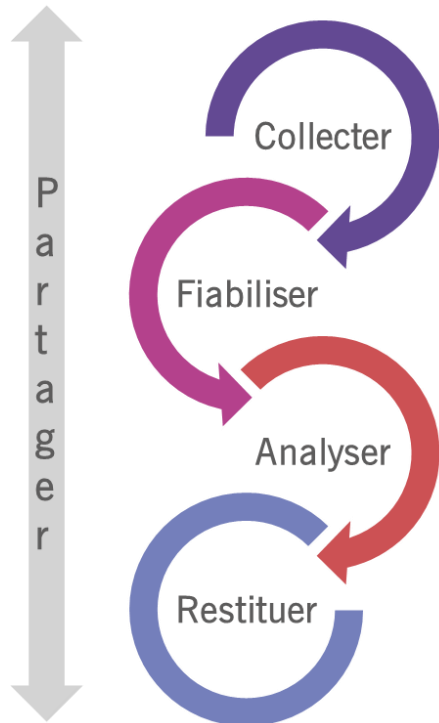 Partager
Collecter
Fiabiliser
Analyser
Restituer